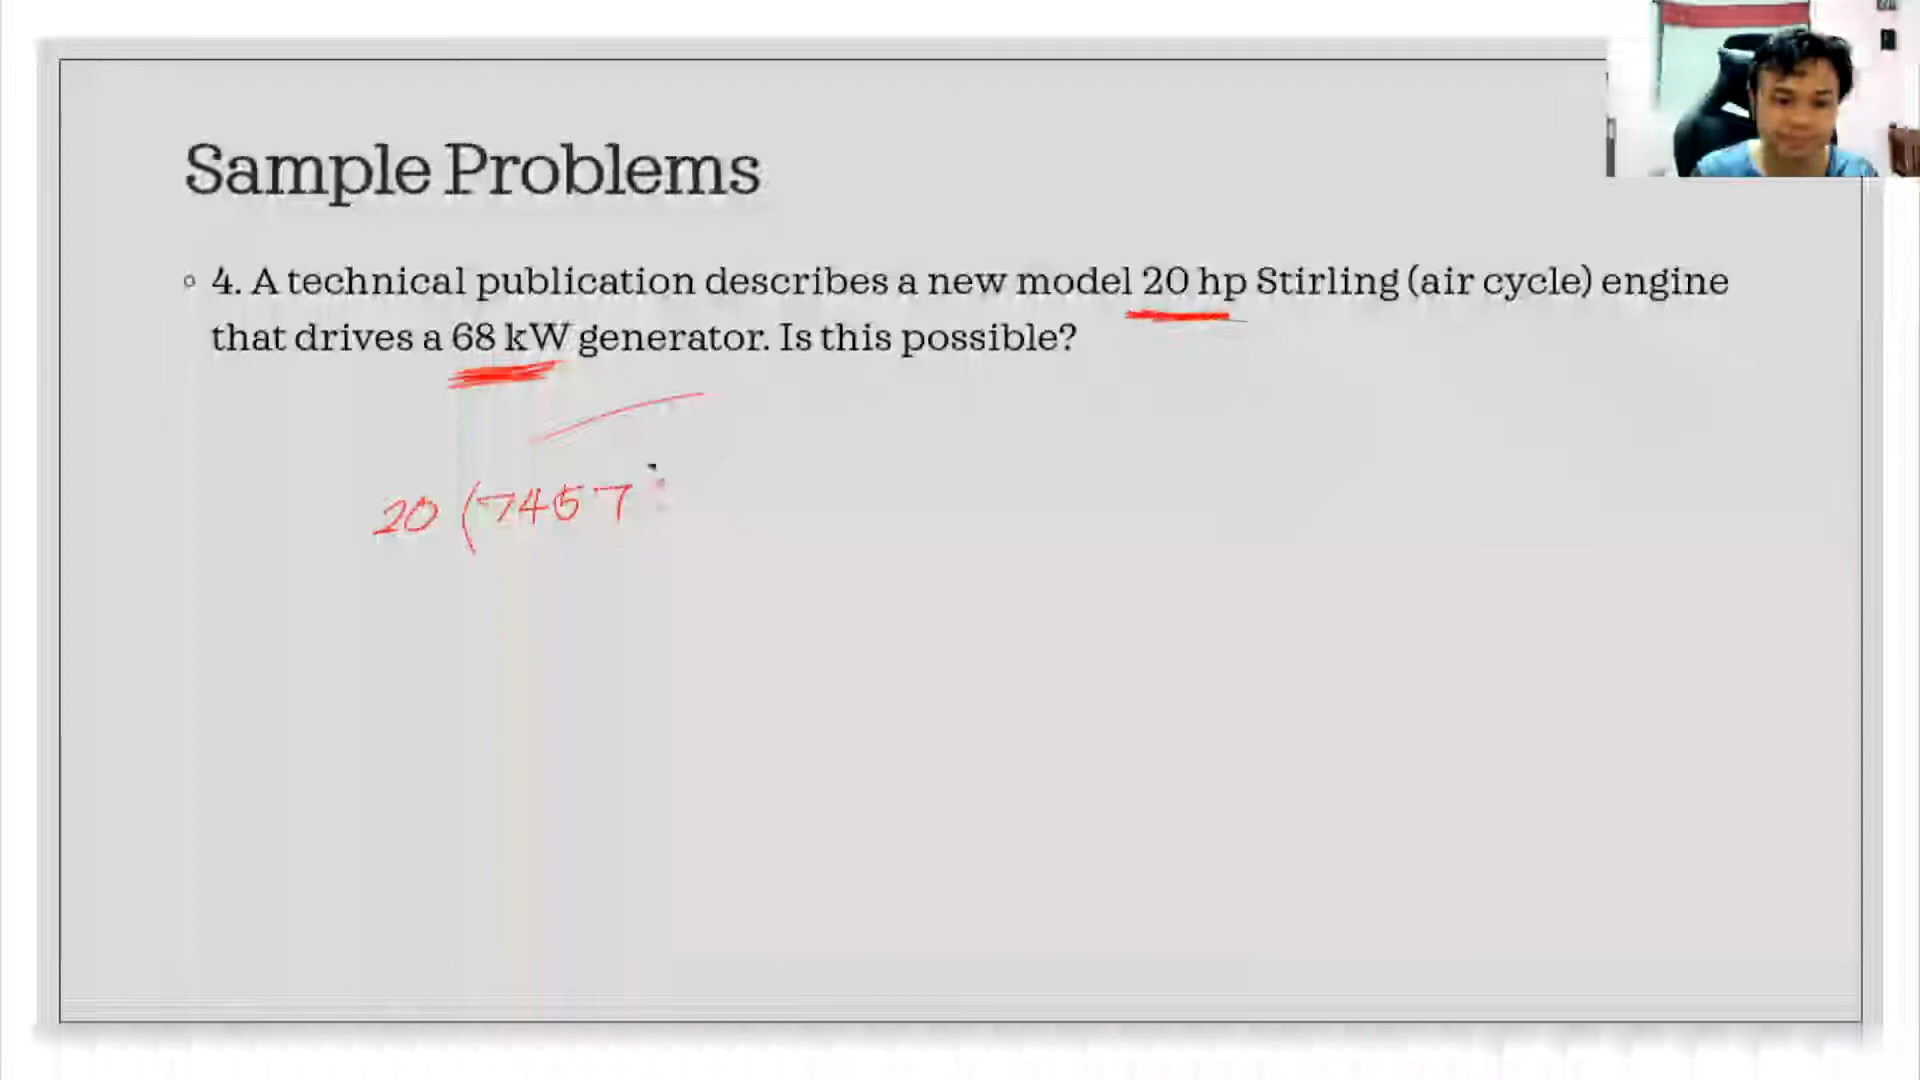 Sample Problems
4. A technical publication describes a new model 20 hp Stirling (air cycle) engine
that drives a 68 kW generator. Is this possible?
20 (7457